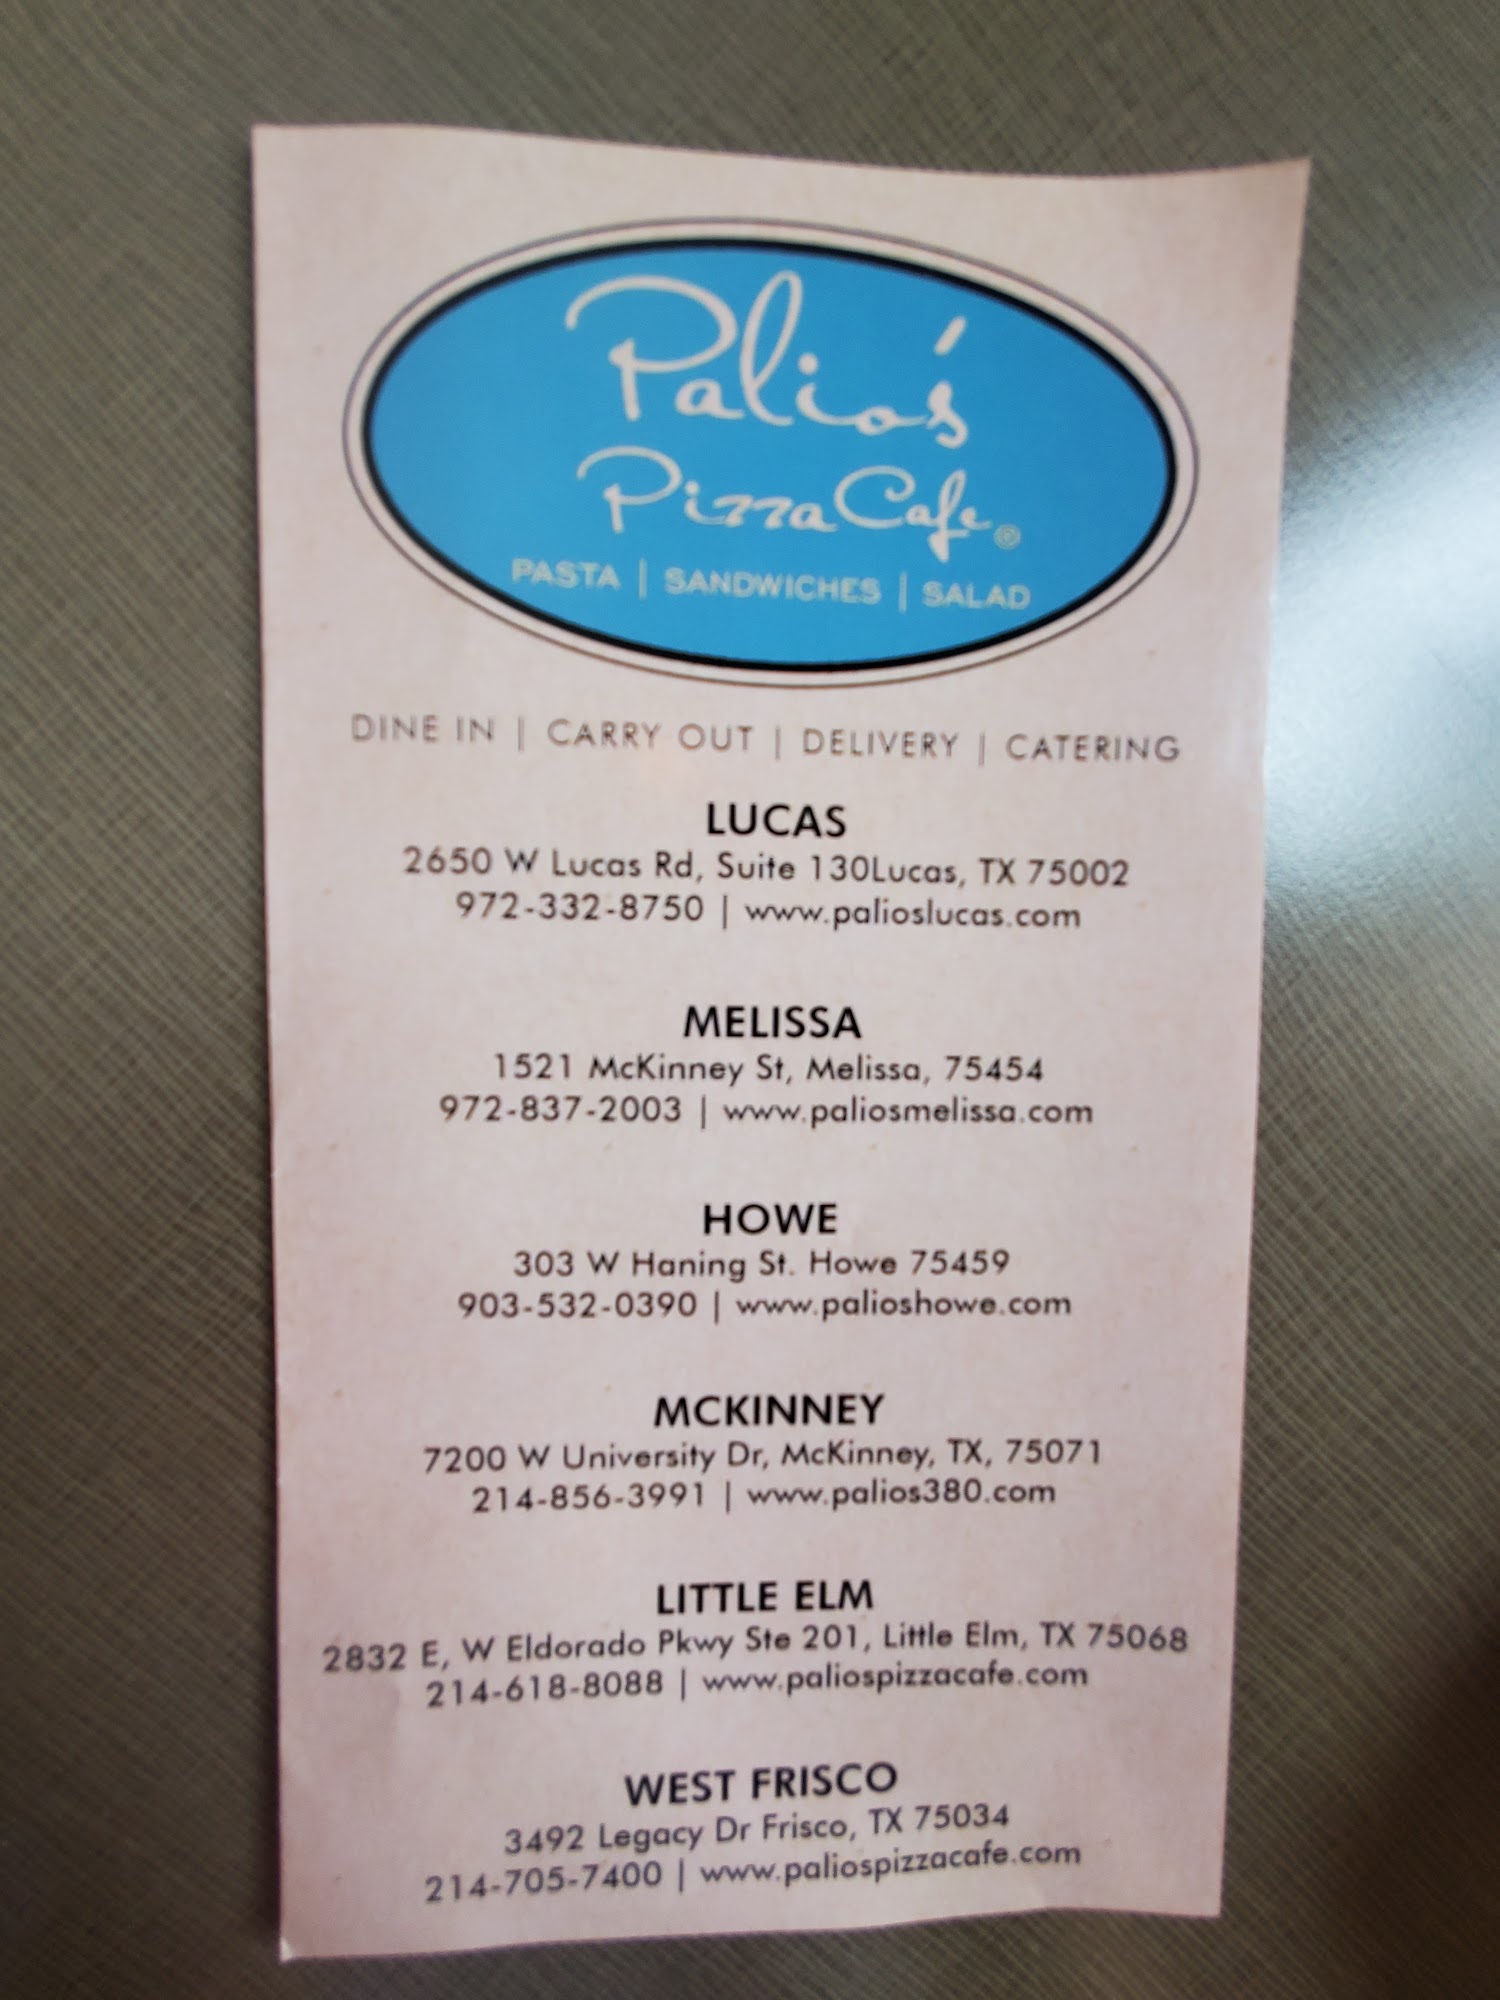 Palio's
Pizza Cafe®
PASTA | SANDWICHES | SALAD
DINE IN | CARRY OUT | DELIVERY | CATERING
LUCAS
2650 W Lucas Rd, Suite 130Lucas, TX 75002
972-332-8750 | www.palioslucas.com
MELISSA
1521 McKinney St, Melissa, 75454
972-837-2003 | www.paliosmelissa.com
HOWE
303 W Haning St. Howe 75459
903-532-0390 | www.palioshowe.com
MCKINNEY
7200 W University Dr, McKinney, TX, 75071
214-856-3991 | www.palios380.com
LITTLE ELM
2832 E, W Eldorado Pkwy Ste 201, Little Elm, TX 75068
214-618-8088 | www.paliospizzacafe.com
WEST FRISCO
3492 Legacy Dr Frisco, TX 75034
214-705-7400 | www.paliospizzacafe.com